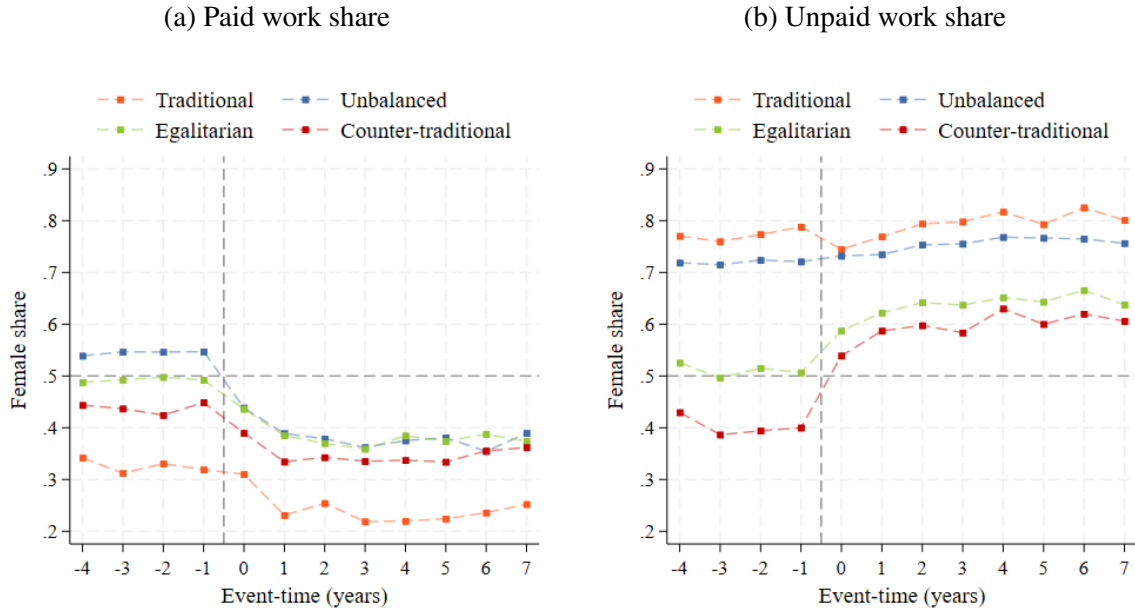 (a) Paid work share
Traditional
Unbalanced
Egalitarian
Counter-traditional
.9
.8
.7
.6
.5
.4
.3
.2
Female share
-4 -3 -2 -1 0 1 2 3 4 5 6 7
Event-time (years)
(b) Unpaid work share
Traditional
Unbalanced
Egalitarian
Counter-traditional
.9
.8
.7
.6
.5
.4
.3
.2
Female share
-4 -3 -2 -1 0 1 2 3 4 5 6 7
Event-time (years)